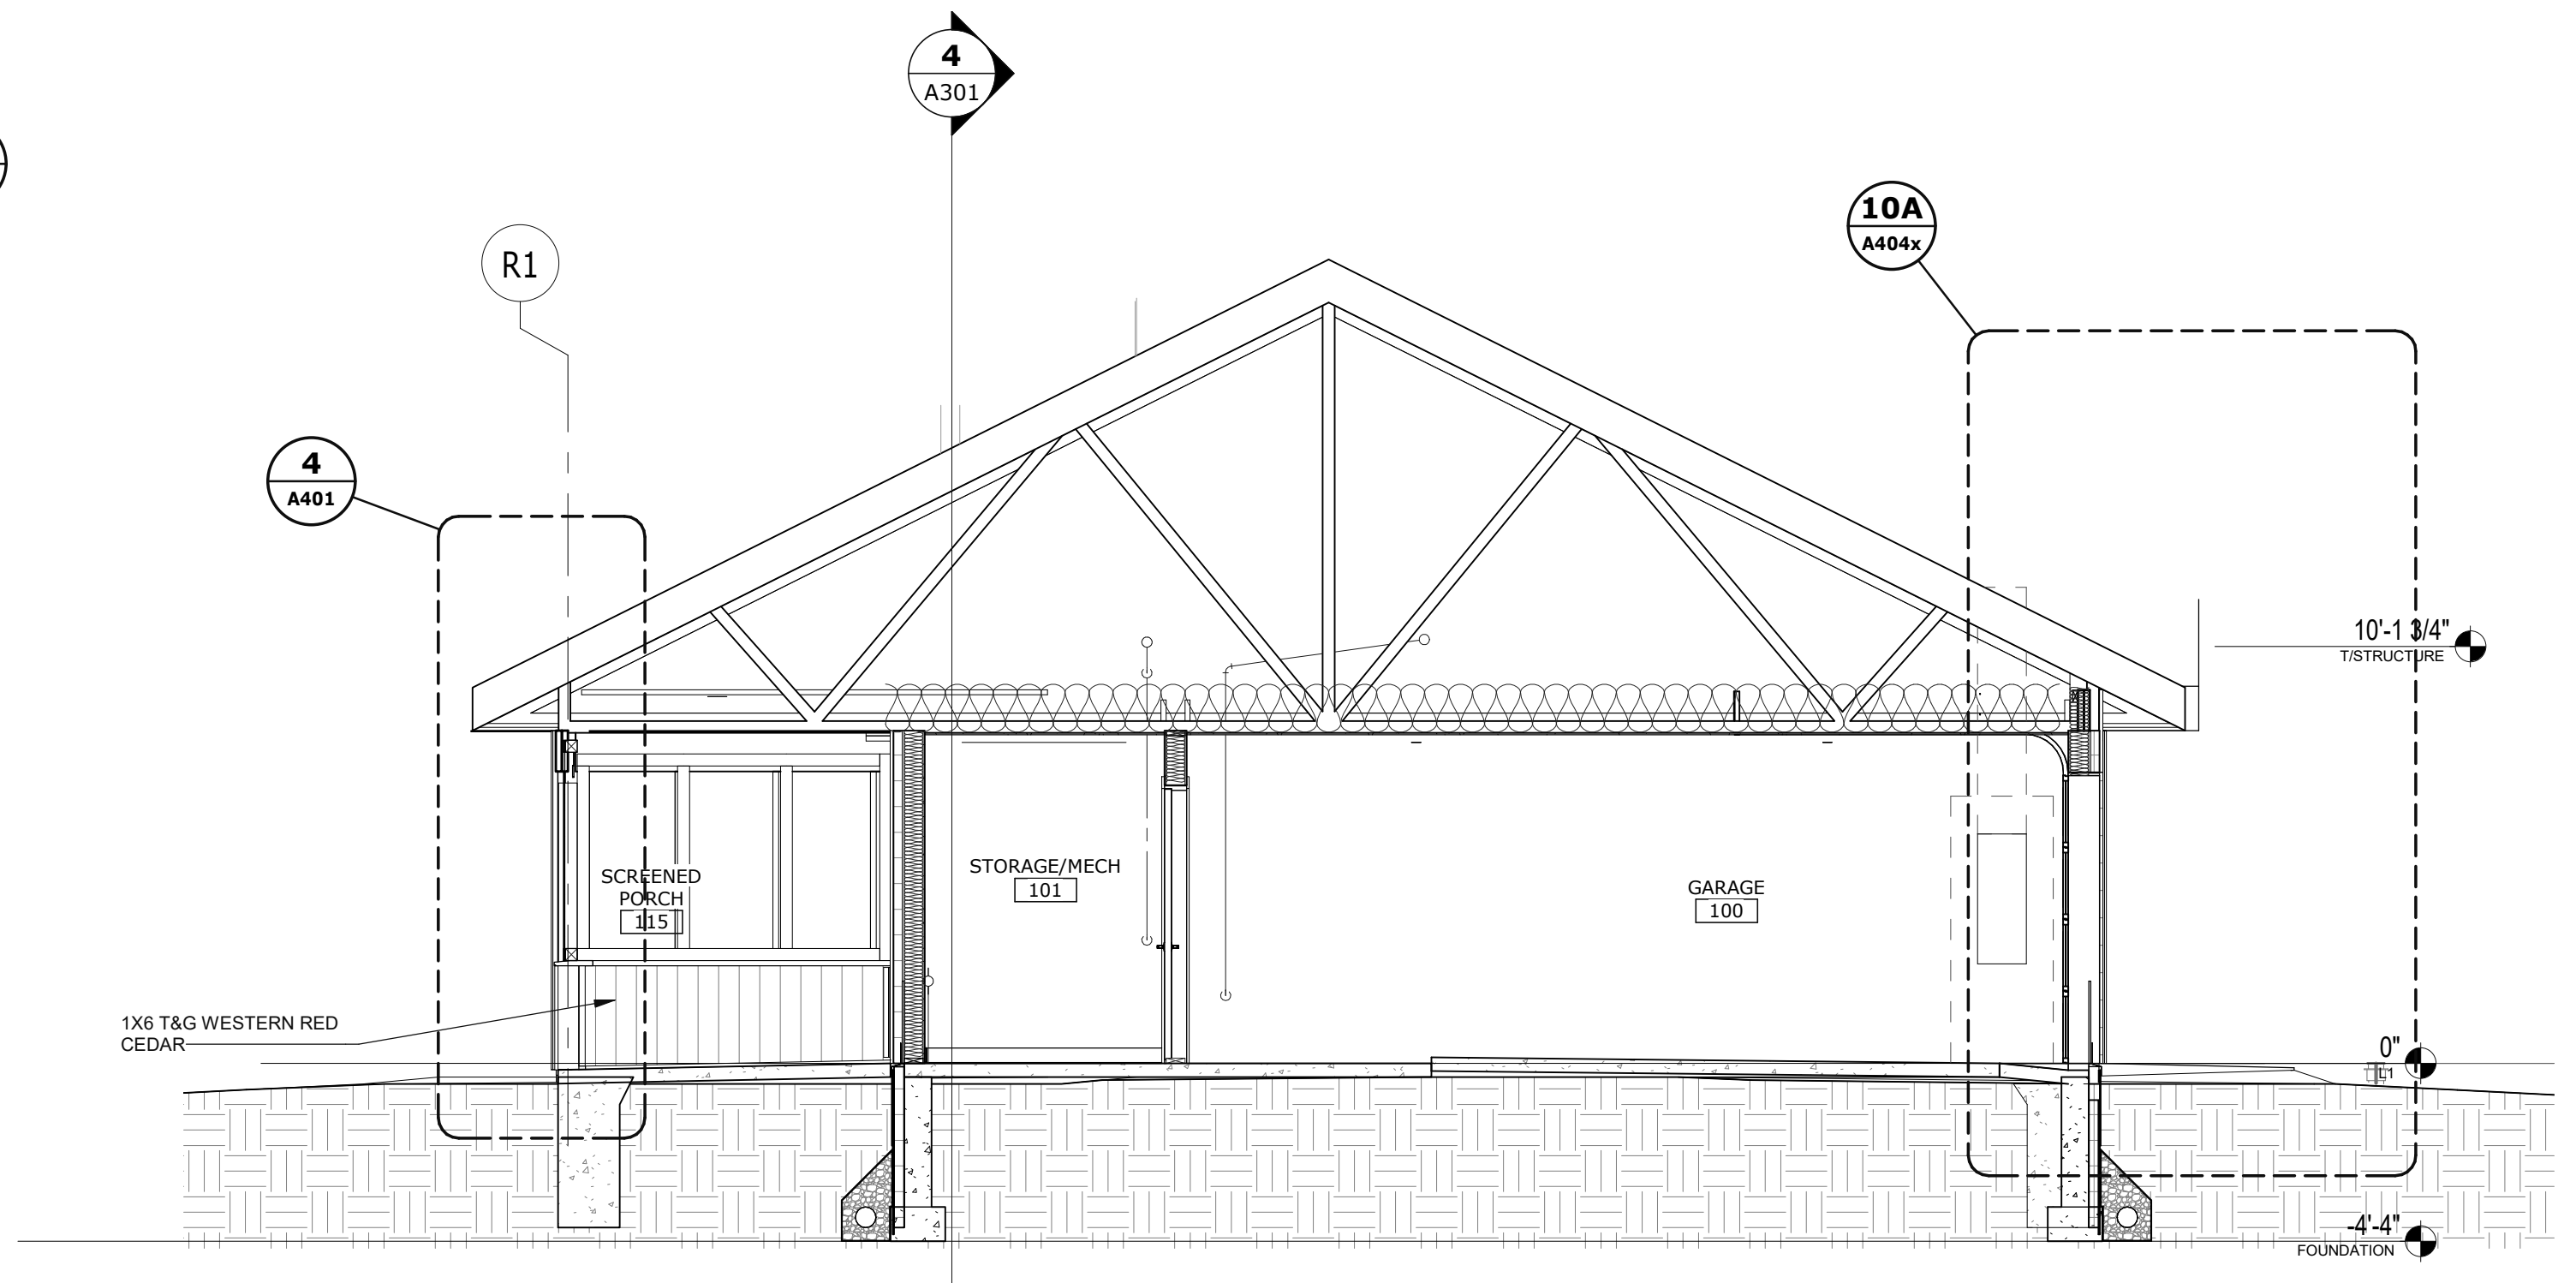 4
A301
10A
A404x
R1
4
A401
10'-1 3/4"
T/STRUCTURE
SCREENED
PORCH
115
STORAGE/MECH
101
GARAGE
100
1X6 T&G WESTERN RED
CEDAR
0"
L1
-4'-4"
FOUNDATION